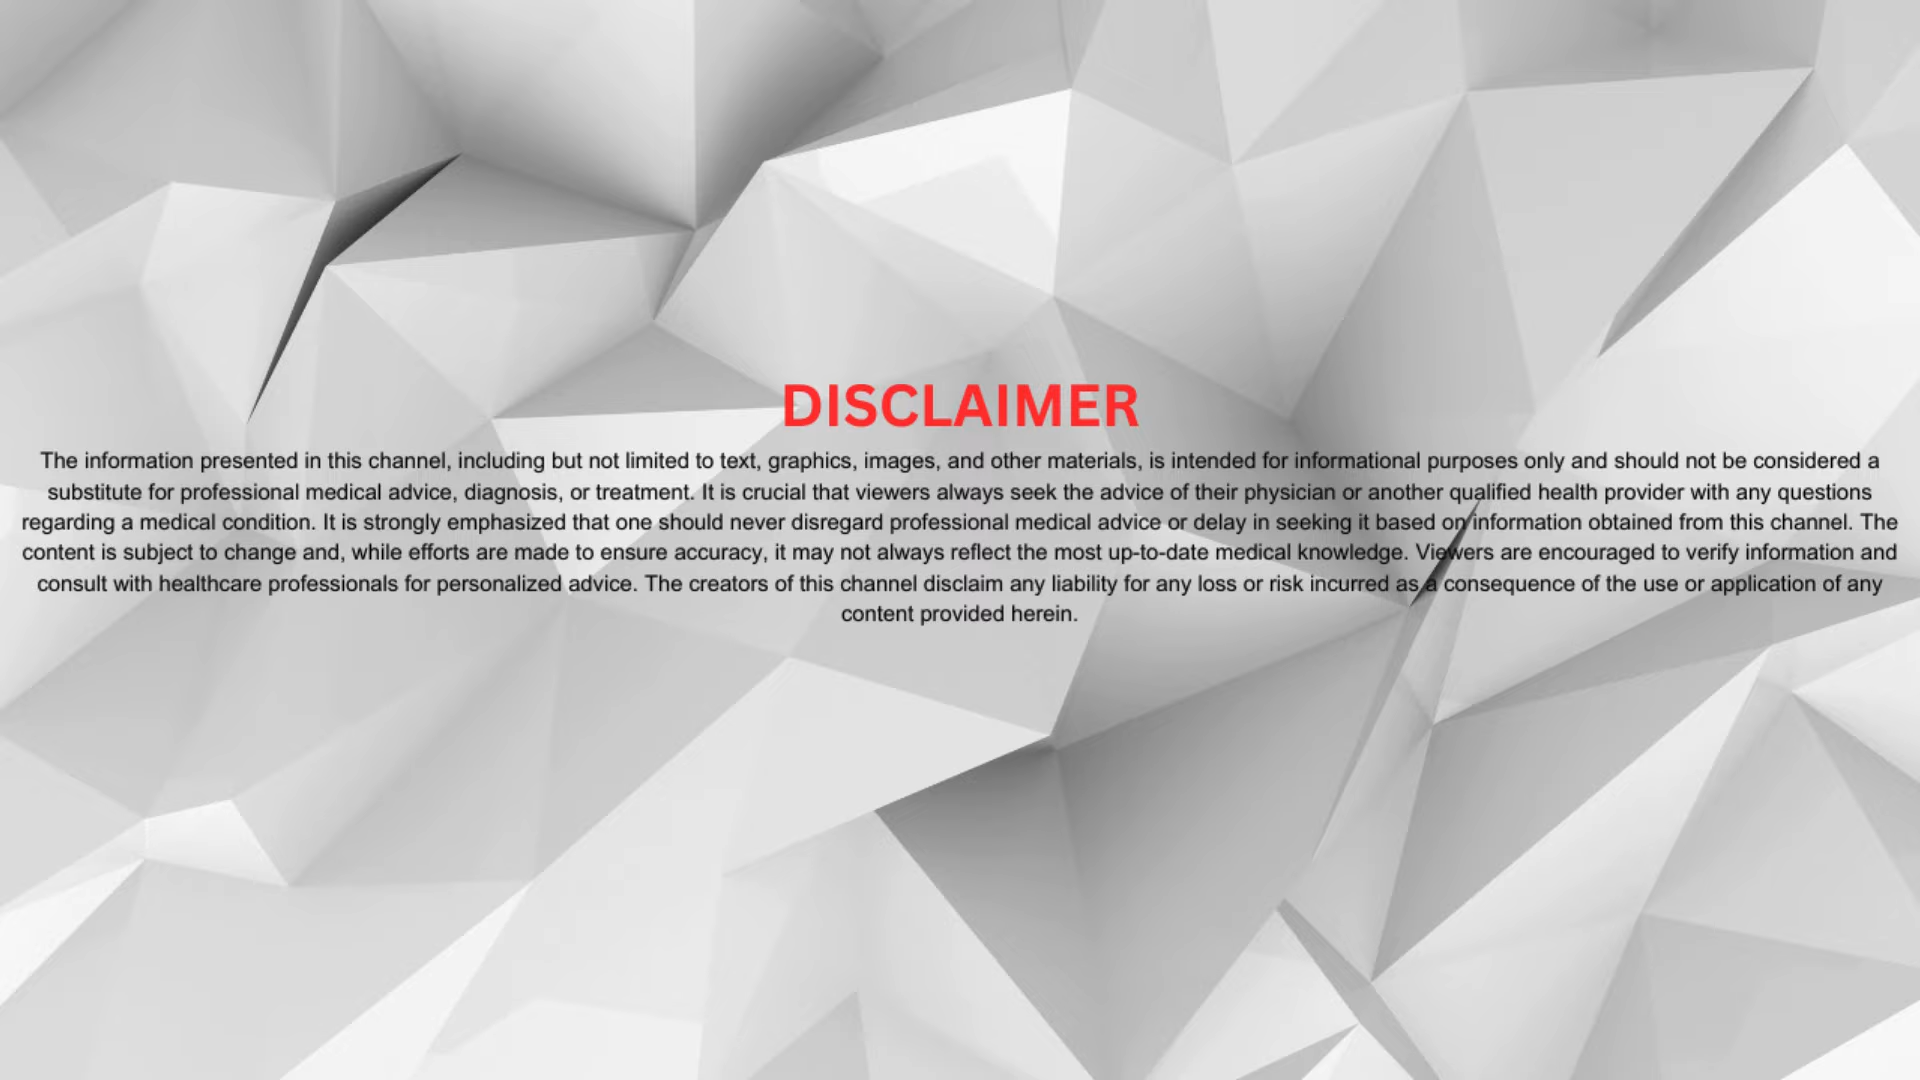 DISCLAIMER
The information presented in this channel, including but not limited to text, graphics, images, and other materials, is intended for informational purposes only and should not be considered a
substitute for professional medical advice, diagnosis, or treatment. It is crucial that viewers always seek the advice of their physician or another qualified health provider with any questions
regarding a medical condition. It is strongly emphasized that one should never disregard professional medical advice or delay in seeking it based on information obtained from this channel. The
content is subject to change and, while efforts are made to ensure accuracy, it may not always reflect the most up-to-date medical knowledge. Viewers are encouraged to verify information and
consult with healthcare professionals for personalized advice. The creators of this channel disclaim any liability for any loss or risk incurred as a consequence of the use or application of any
content provided herein.